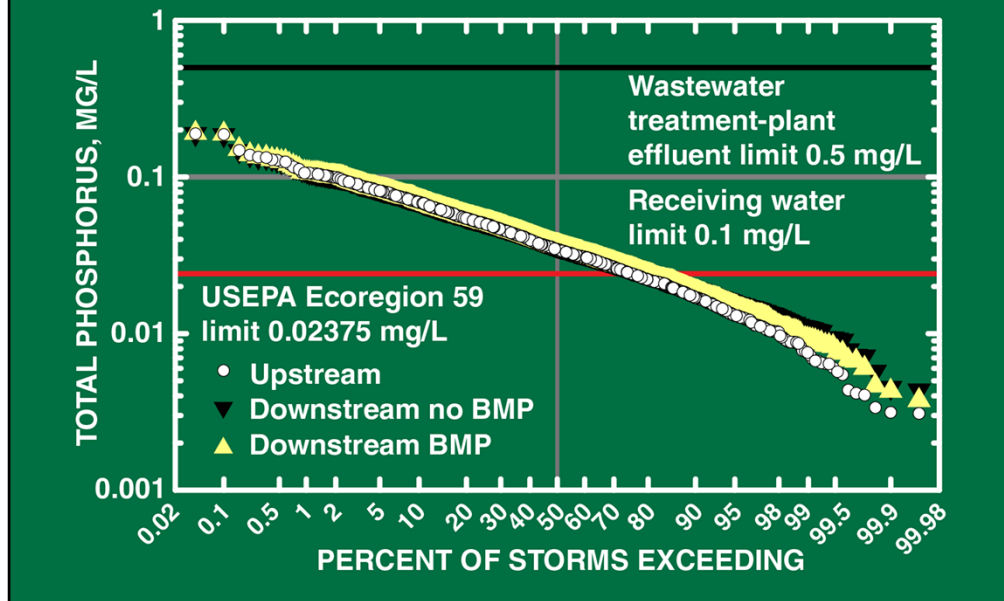 1
0.1
0.01
0.001
TOTAL PHOSPHORUS, MG/L
Wastewater
treatment-plant
effluent limit 0.5 mg/L
Receiving water
limit 0.1 mg/L
USEPA Ecoregion 59
limit 0.02375 mg/L
Upstream
Downstream no BMP
Downstream BMP
0.02 0.1 0.5 1 2 5 10 20 30 40 50 60 70 80 90 95 98 99 99.5 99.9 99.98
PERCENT OF STORMS EXCEEDING